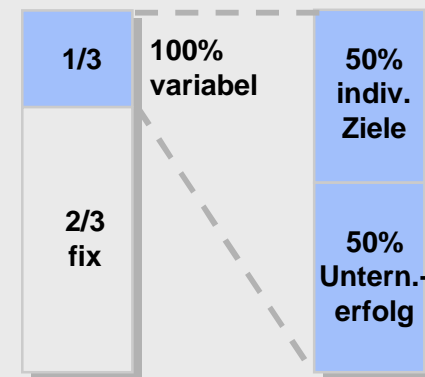 1/3
100%
variabel
2/3
fix
50%
indiv.
Ziele
50%
Untern.-
erfolg